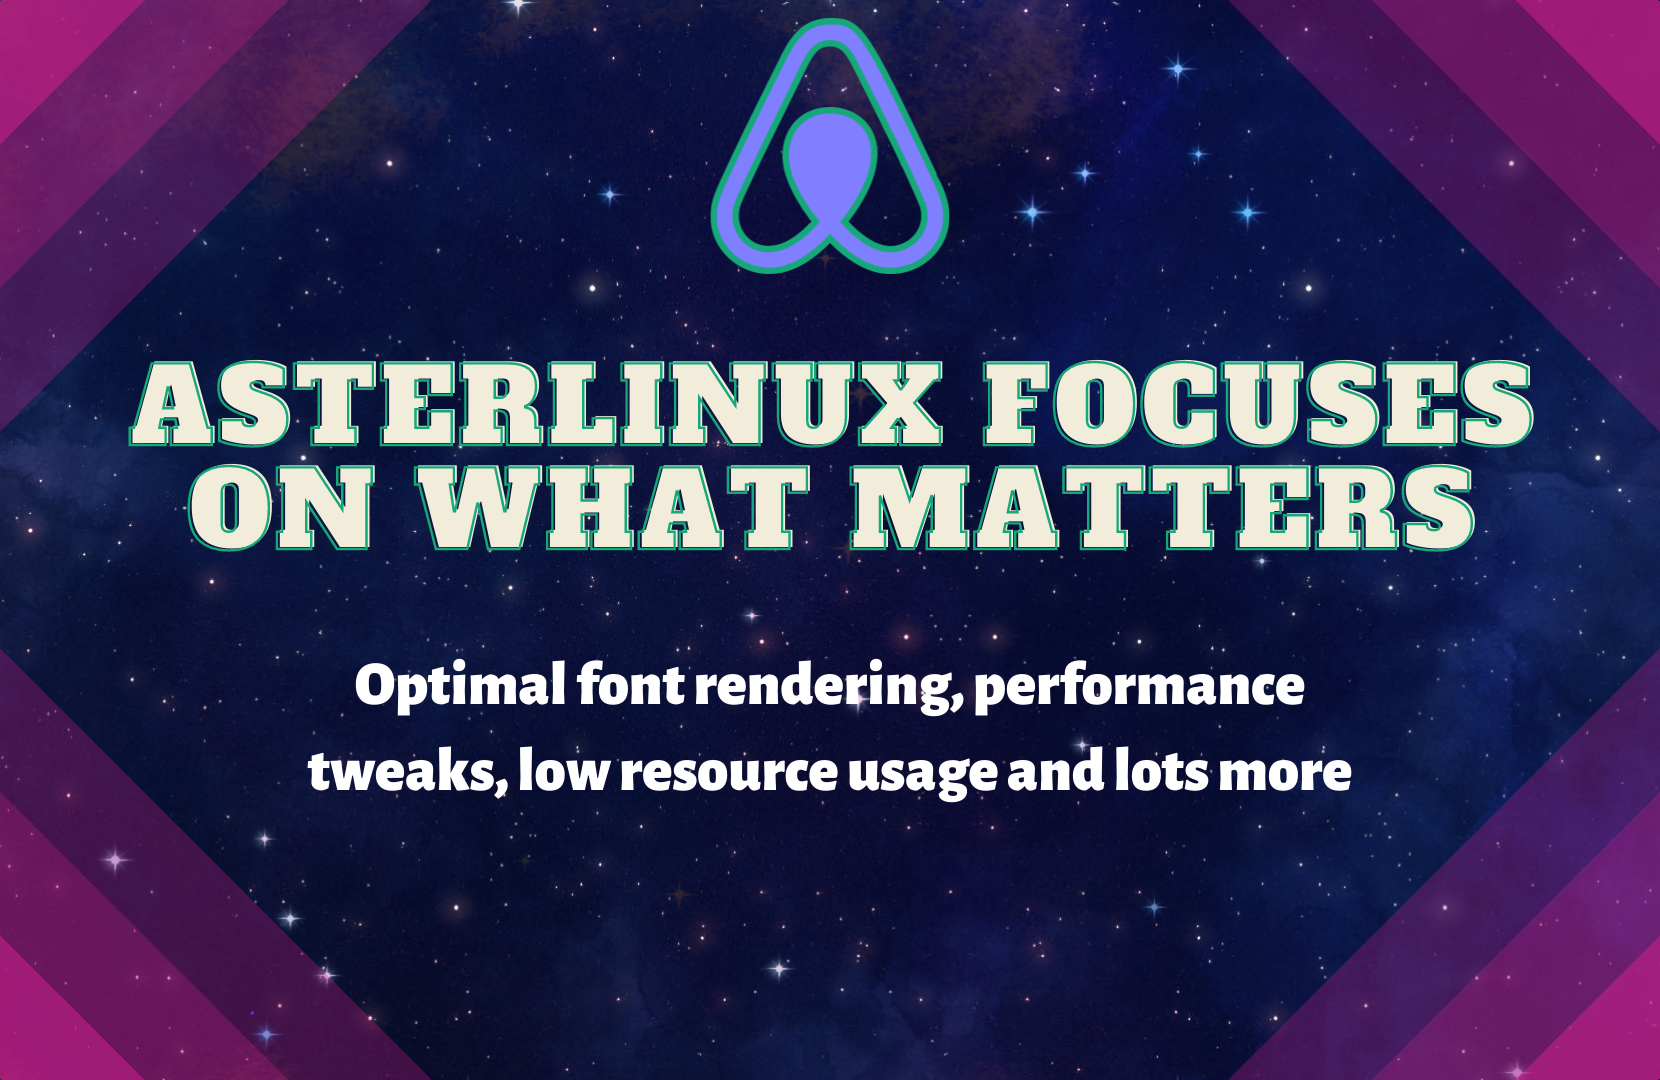 ASTERLINUX FOCUSES
ON WHAT MATTERS
Optimal font rendering, performance
tweaks, low resource usage and lots more